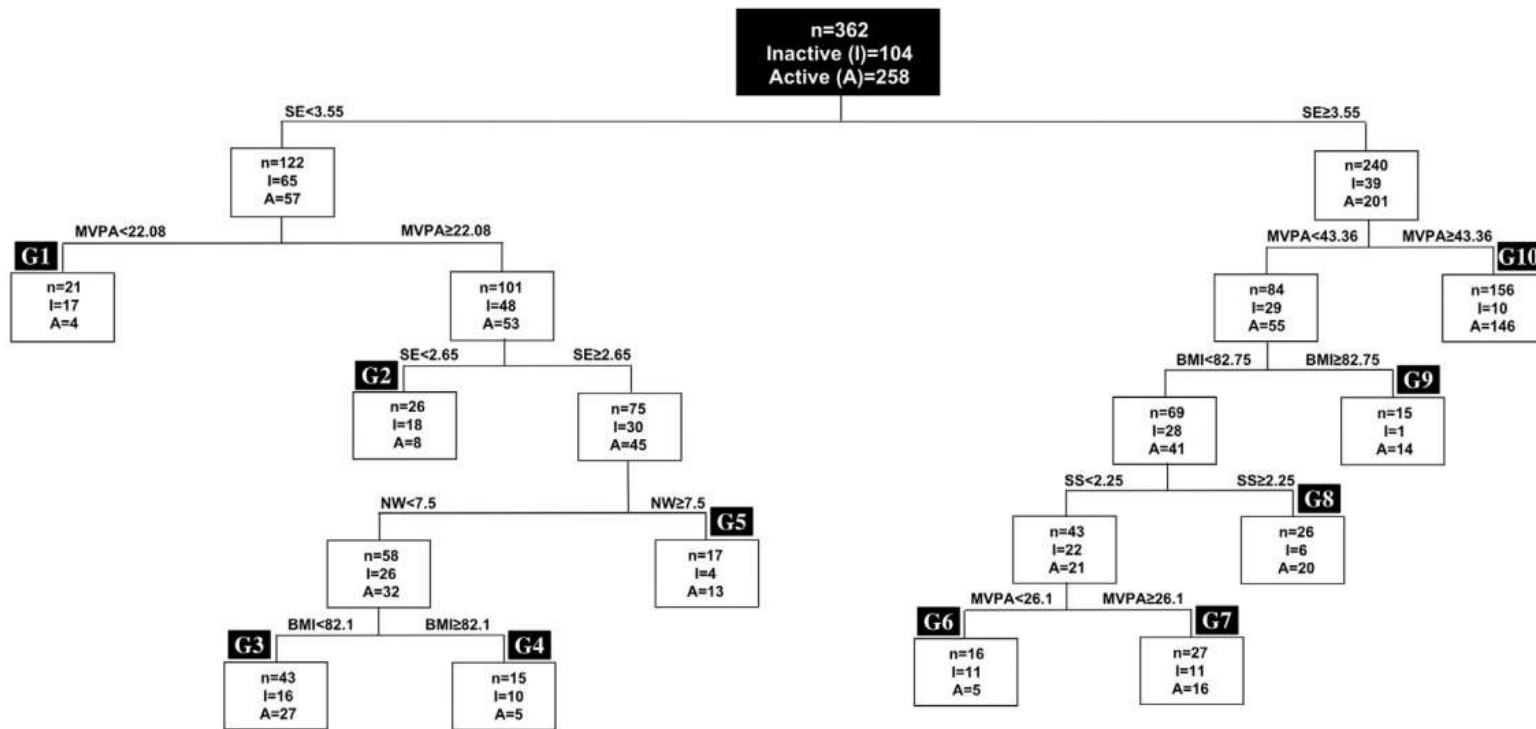 n=362
Inactive (I)=104
Active (A)=258
SE<3.55
SE≥3.55
n=122
I=65
A=57
n=240
I=39
A=201
MVPA<22.08
MVPA≥22.08
MVPA<43.36
MVPA≥43.36
G1
G10
n=21
I=17
A=4
n=101
I=48
A=53
n=84
I=29
A=55
n=156
I=10
A=146
SE<2.65
SE≥2.65
BMI<82.75
BMI≥82.75
G2
G9
n=26
I=18
A=8
n=75
I=30
A=45
n=69
I=28
A=41
n=15
I=1
A=14
NW<7.5
NW≥7.5
SS<2.25
SS≥2.25
G5
G8
n=58
I=26
A=32
n=17
I=4
A=13
n=43
I=22
A=21
n=26
I=6
A=20
BMI<82.1
BMI≥82.1
MVPA<26.1
MVPA≥26.1
G3
G4
G6
G7
n=43
I=16
A=27
n=15
I=10
A=5
n=16
I=11
A=5
n=27
I=11
A=16